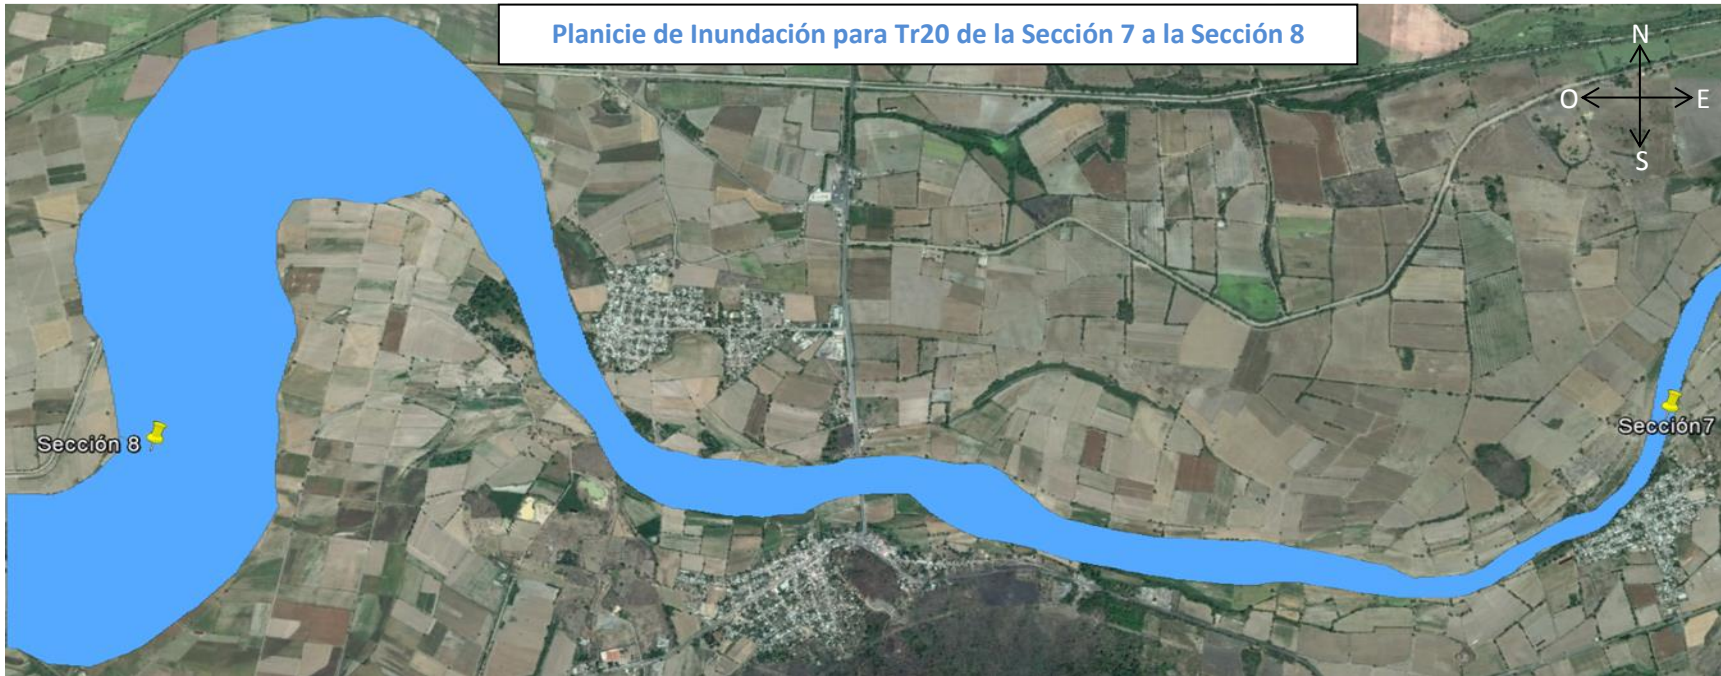 Planicie de Inundación para Tr20 de la Sección 7 a la Sección 8
N
O E
S
Sección7
Sección 8